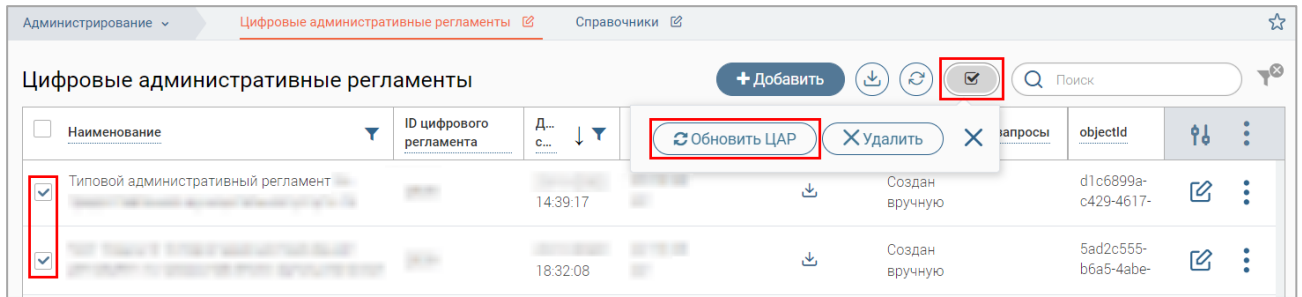 Администрирование
Цифровые административные регламенты
Справочники
Цифровые административные регламенты
+ Добавить
Поиск
Наименование
ID цифрового
регламента
Д...
с...
Обновить ЦАР
Удалить
запросы
objectId
Типовой административный регламент
14:39:17
Создан
вручную
d1c6899a-
c429-4617-
18:32:08
Создан
вручную
5ad2c555-
b6a5-4abe-